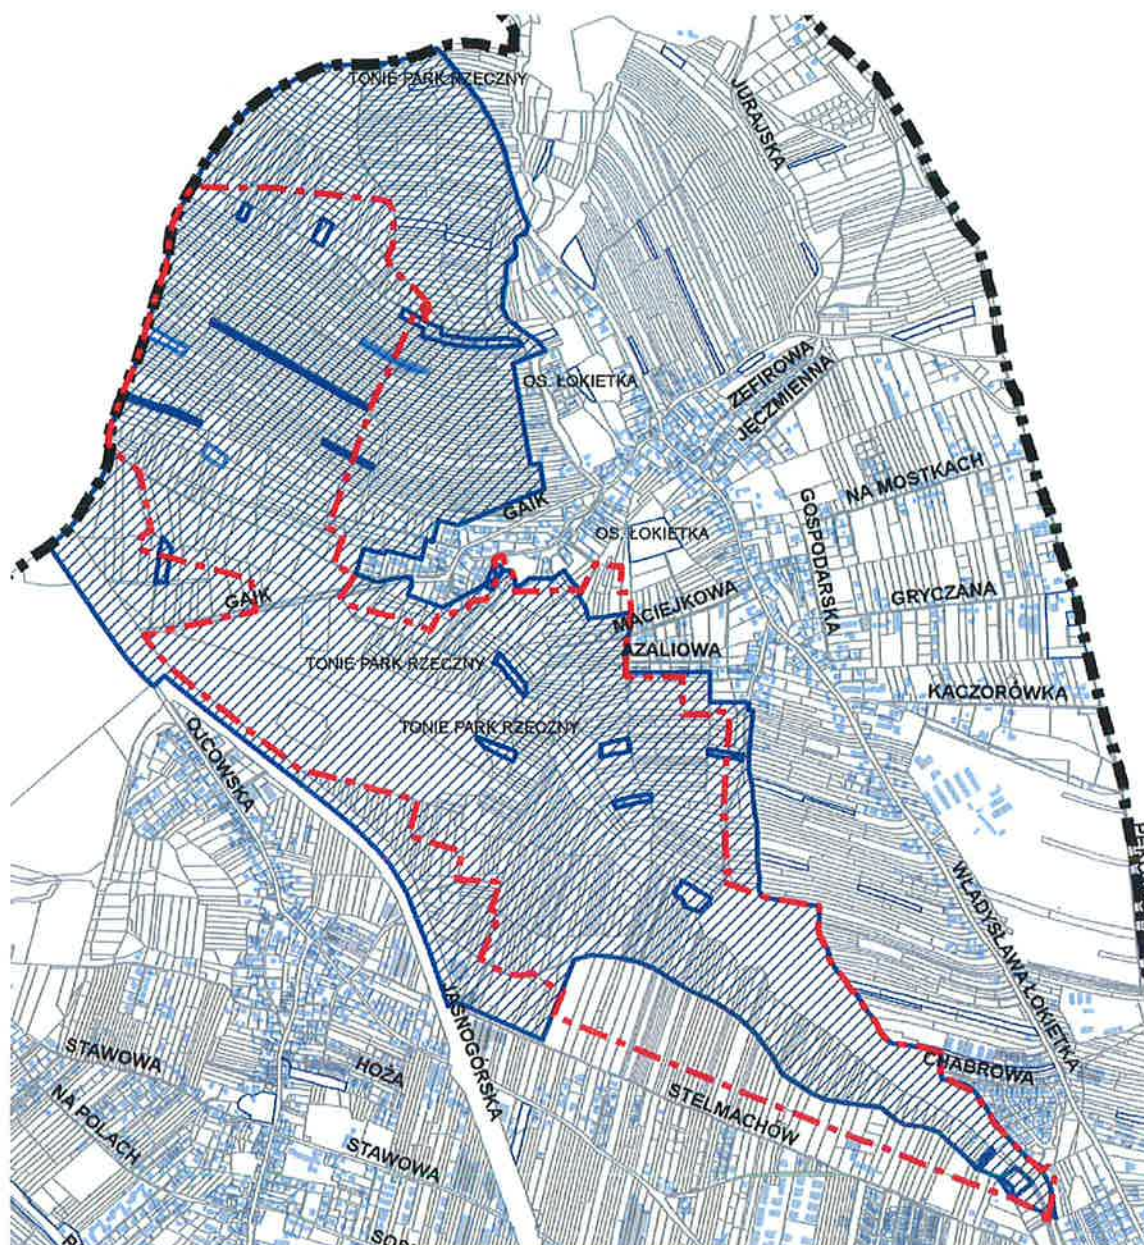 TONIE PARK RZECZNY
JURAJSKA
OS. ŁOKIETKA
ZEFIROWA
JĘCZMIENNA
NA MOSTKACH
GAIK
OS. ŁOKIETKA
GOSPODARSKA
GRYCZANA
GAIK
MACIEJKOWA
AZALIOWA
TONIE PARK RZECZNY
KACZORÓWKA
TONIE PARK RZECZNY
OJCOWSKA
WŁADYSŁAWA ŁOKIETKA
JASNOGÓRSKA
STAWOWA
HOŻA
CHABROWA
NA POLACH
STELMACHÓW
STAWOWA